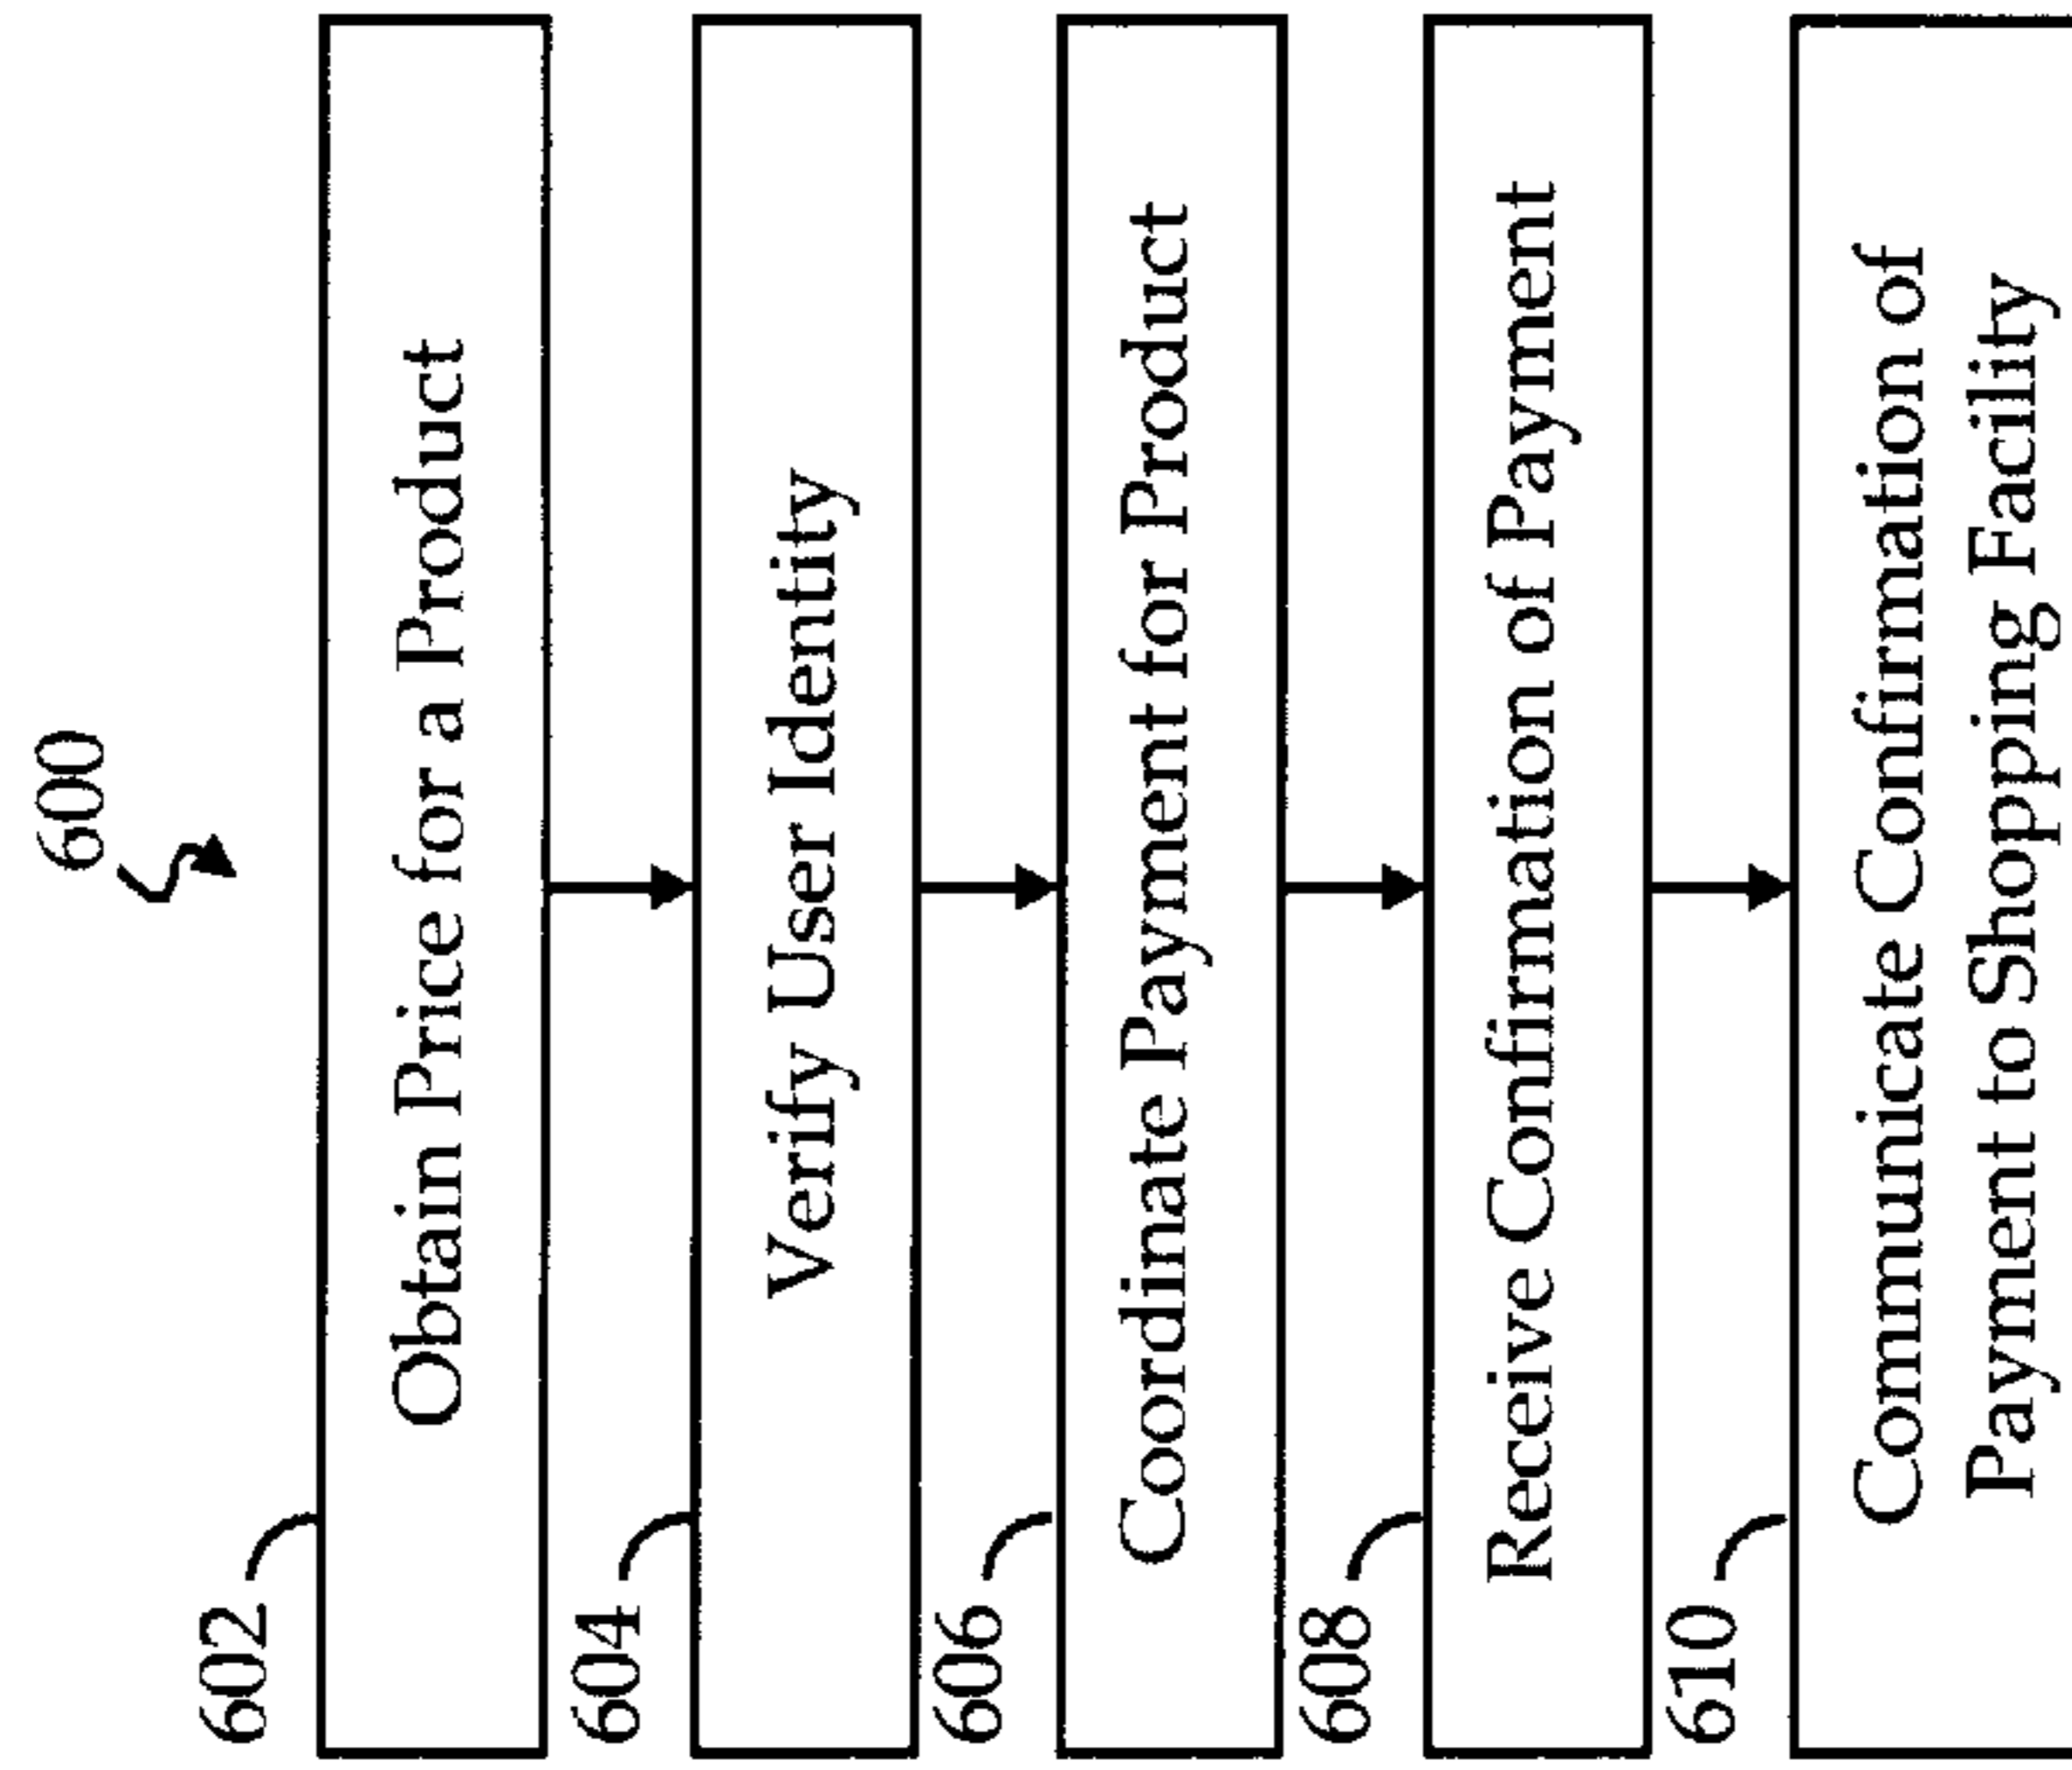 600
602
Obtain Price for a Product
604
Verify User Identity
606
Coordinate Payment for Product
608
Receive Confirmation of Payment
610
Communicate Confirmation of
Payment to Shopping Facility